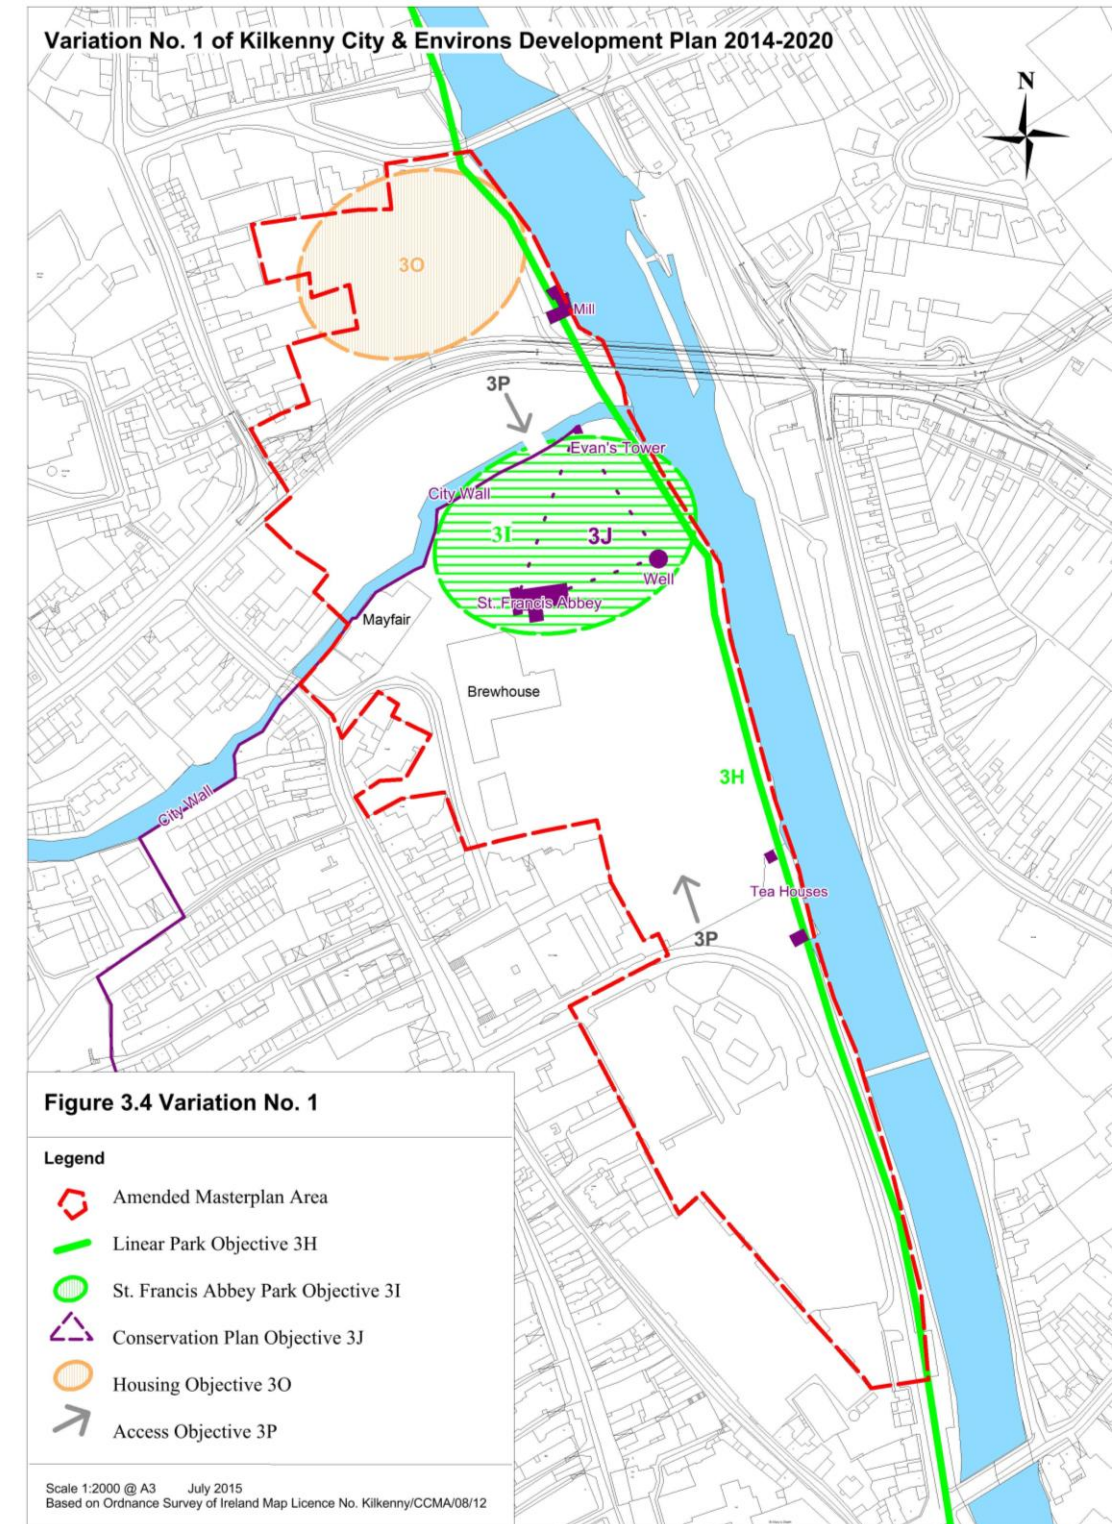 Variation No. 1 of Kilkenny City & Environs Development Plan 2014-2020
N
3O
Mill
3P
Evan's Tower
City Wall
3I
3J
Well
St. Francis Abbey
Mayfair
Brewhouse
3H
City Wall
Tea Houses
3P
Figure 3.4 Variation No. 1
Legend
Amended Masterplan Area
Linear Park Objective 3H
St. Francis Abbey Park Objective 3I
Conservation Plan Objective 3J
Housing Objective 3O
Access Objective 3P
Scale 1:2000 @ A3 July 2015
Based on Ordnance Survey of Ireland Map Licence No. Kilkenny/CCMA/08/12